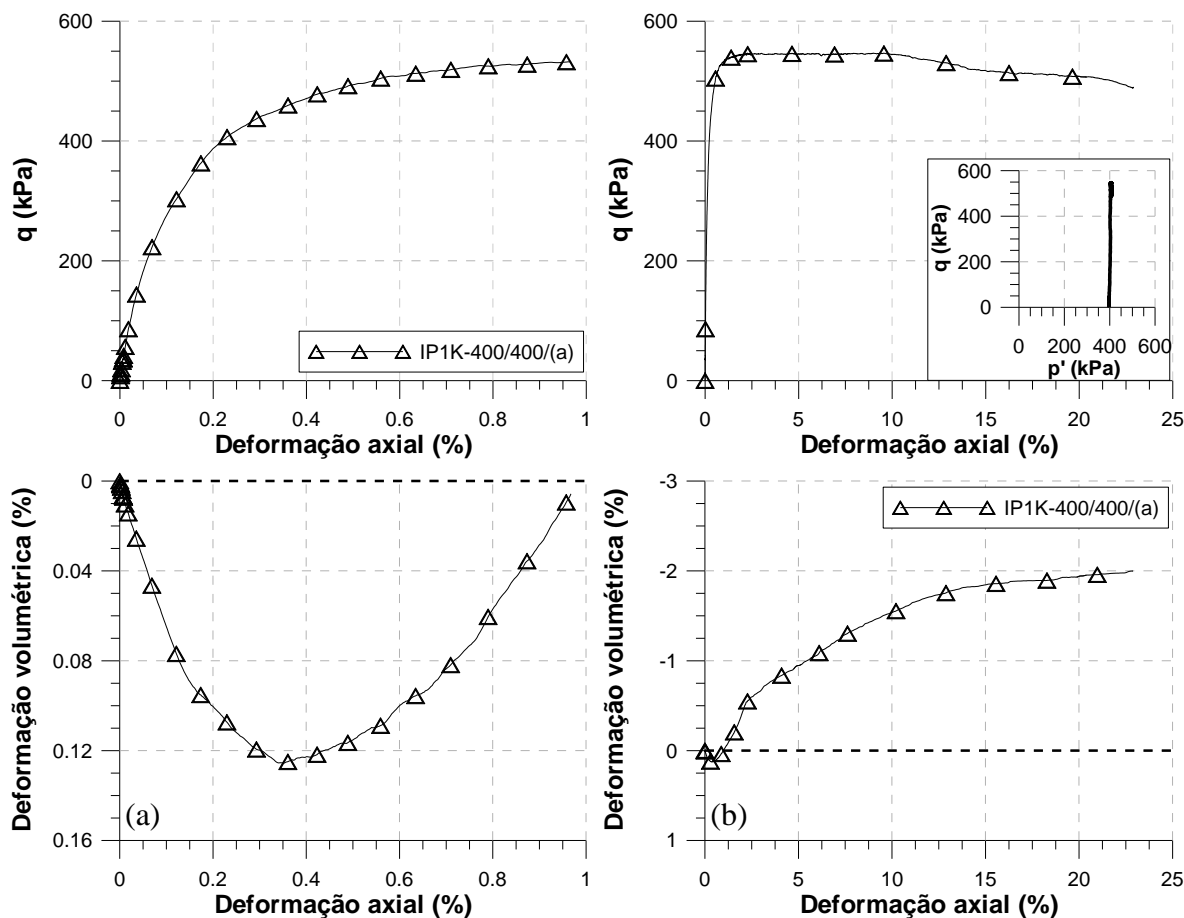 600
400
200
0
q (kPa)
IP1K-400/400/(a)
0 0.2 0.4 0.6 0.8 1
Deformação axial (%)
600
400
200
0
q (kPa)
600
400
200
0
q (kPa)
0 200 400 600
p' (kPa)
0 5 10 15 20 25
Deformação axial (%)
0
0.04
0.08
0.12
0.16
Deformação volumétrica (%)
(a)
0 0.2 0.4 0.6 0.8 1
Deformação axial (%)
-3
-2
-1
0
1
Deformação volumétrica (%)
IP1K-400/400/(a)
(b)
0 5 10 15 20 25
Deformação axial (%)